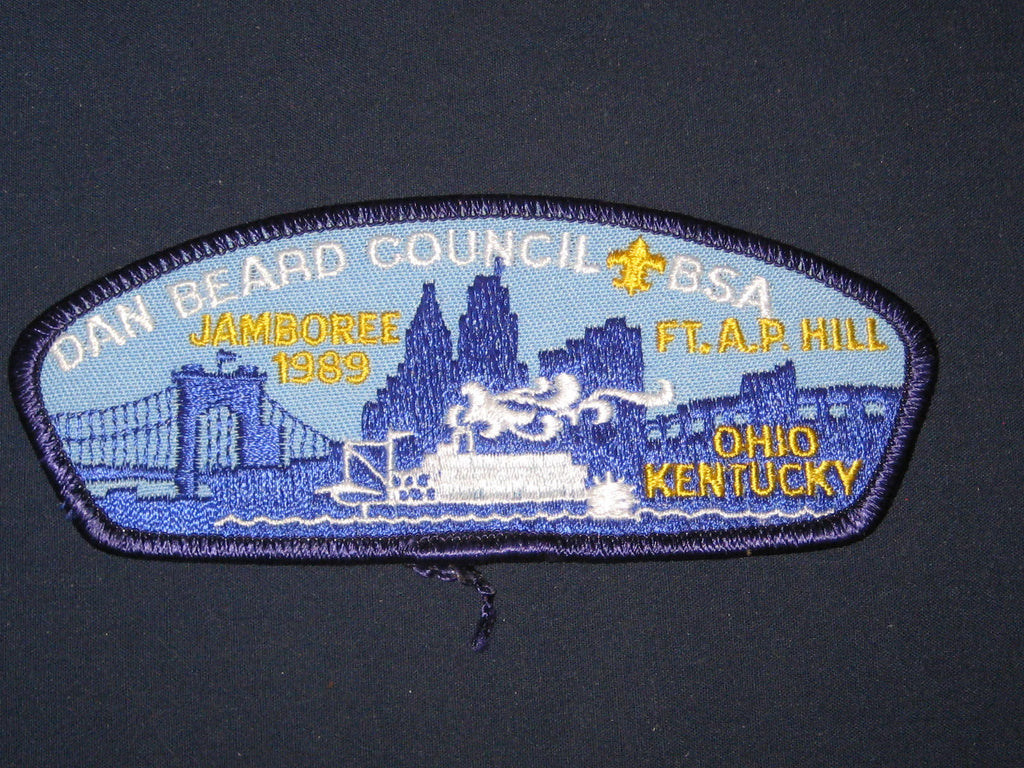 DAN BEARD COUNCIL BSA
JAMBOREE
1989
FT. A.P. HILL
OHIO
KENTUCKY